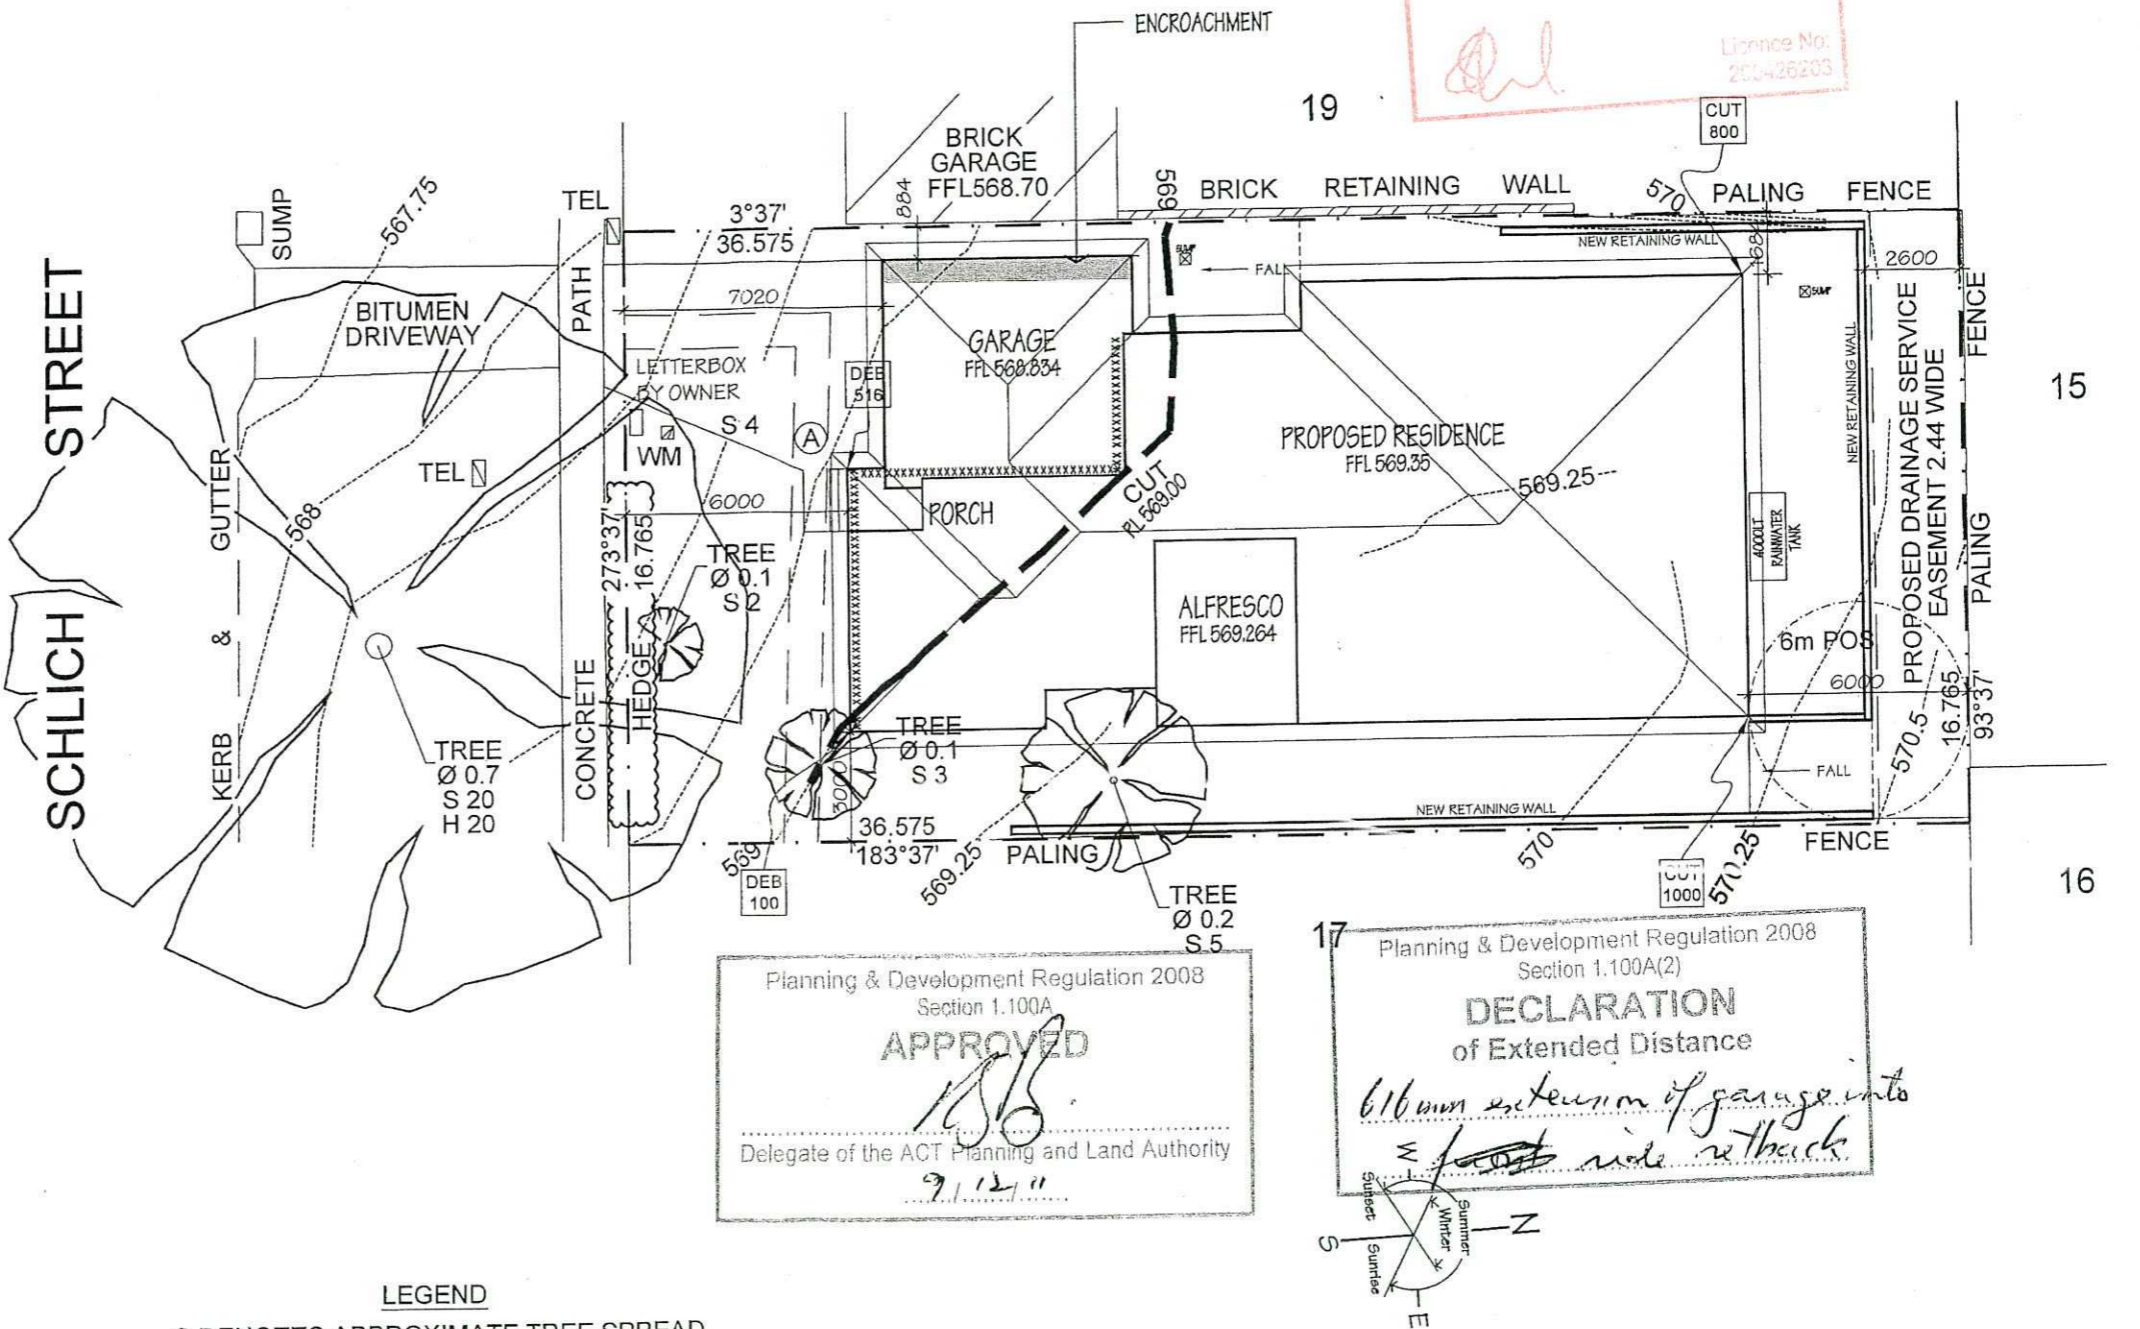 ENCROACHMENT
Licence No:
19
CUT
800
BRICK
GARAGE
FFL568.70
884
569
BRICK RETAINING WALL
570
PALING FENCE
SUMP
567.75
TEL
3°37'
36.575
SUMP
FALL
NEW RETAINING WALL
684
2600
7020
BITUMEN
DRIVEWAY
PATH
GARAGE
FFL 568.834
SUMP
FENCE
LETTERBOX
BY OWNER
DEB
516
15
STREET
S 4
A
PROPOSED RESIDENCE
FFL 569.35
NEW RETAINING WALL
PROPOSED DRAINAGE SERVICE
EASEMENT 2.44 WIDE
WM
TEL
GUTTER
CUT
RL 569.00
569.25
6000
PORCH
568
273°37'
16.765
4000LT
RAINWATER
TANK
PALING
TREE
Ø 0.1
S 2
ALFRESCO
FFL 569.264
SCHLICH
&
6m POS
HEDGE
CONCRETE
6000
16.765
93°37'
570.5
KERB
TREE
Ø 0.7
S 20
H 20
TREE
Ø 0.1
S 3
3000
FALL
NEW RETAINING WALL
36.575
183°37'
PALING
FENCE
569
569.25
570
570.25
DEB
100
CUT
1000
16
TREE
Ø 0.2
S 5
17
Planning & Development Regulation 2008
Section 1.100A
APPROVED
Delegate of the ACT Planning and Land Authority
9/12/11
Planning & Development Regulation 2008
Section 1.100A(2)
DECLARATION
of Extended Distance
616mm extension of garage into
side setback
W
Sunset
Summer
Winter
N
S
Sunrise
E
LEGEND
DENOTES APPROXIMATE TREE SPREAD